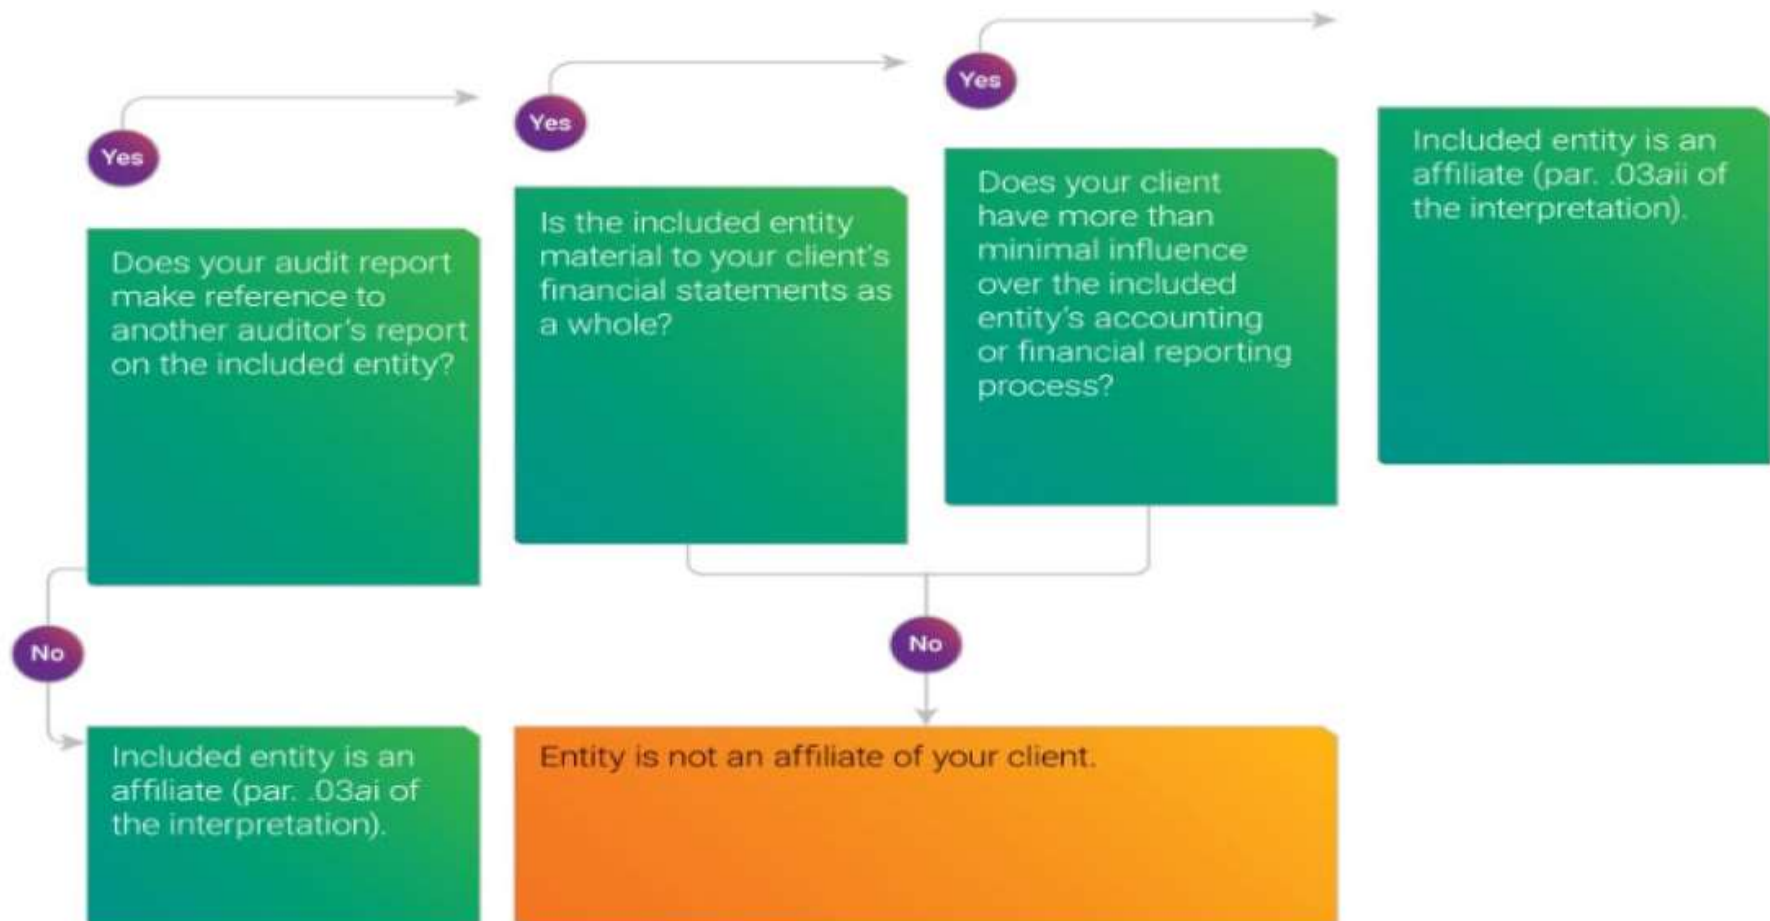 Yes
Does your audit report
make reference to
another auditor's report
on the included entity?
Yes
Is the included entity
material to your client's
financial statements as
a whole?
Yes
Does your client
have more than
minimal influence
over the included
entity's accounting
or financial reporting
process?
Included entity is an
affiliate (par. .03aii of
the interpretation).
No
Included entity is an
affiliate (par. .03ai of
the interpretation).
No
Entity is not an affiliate of your client.